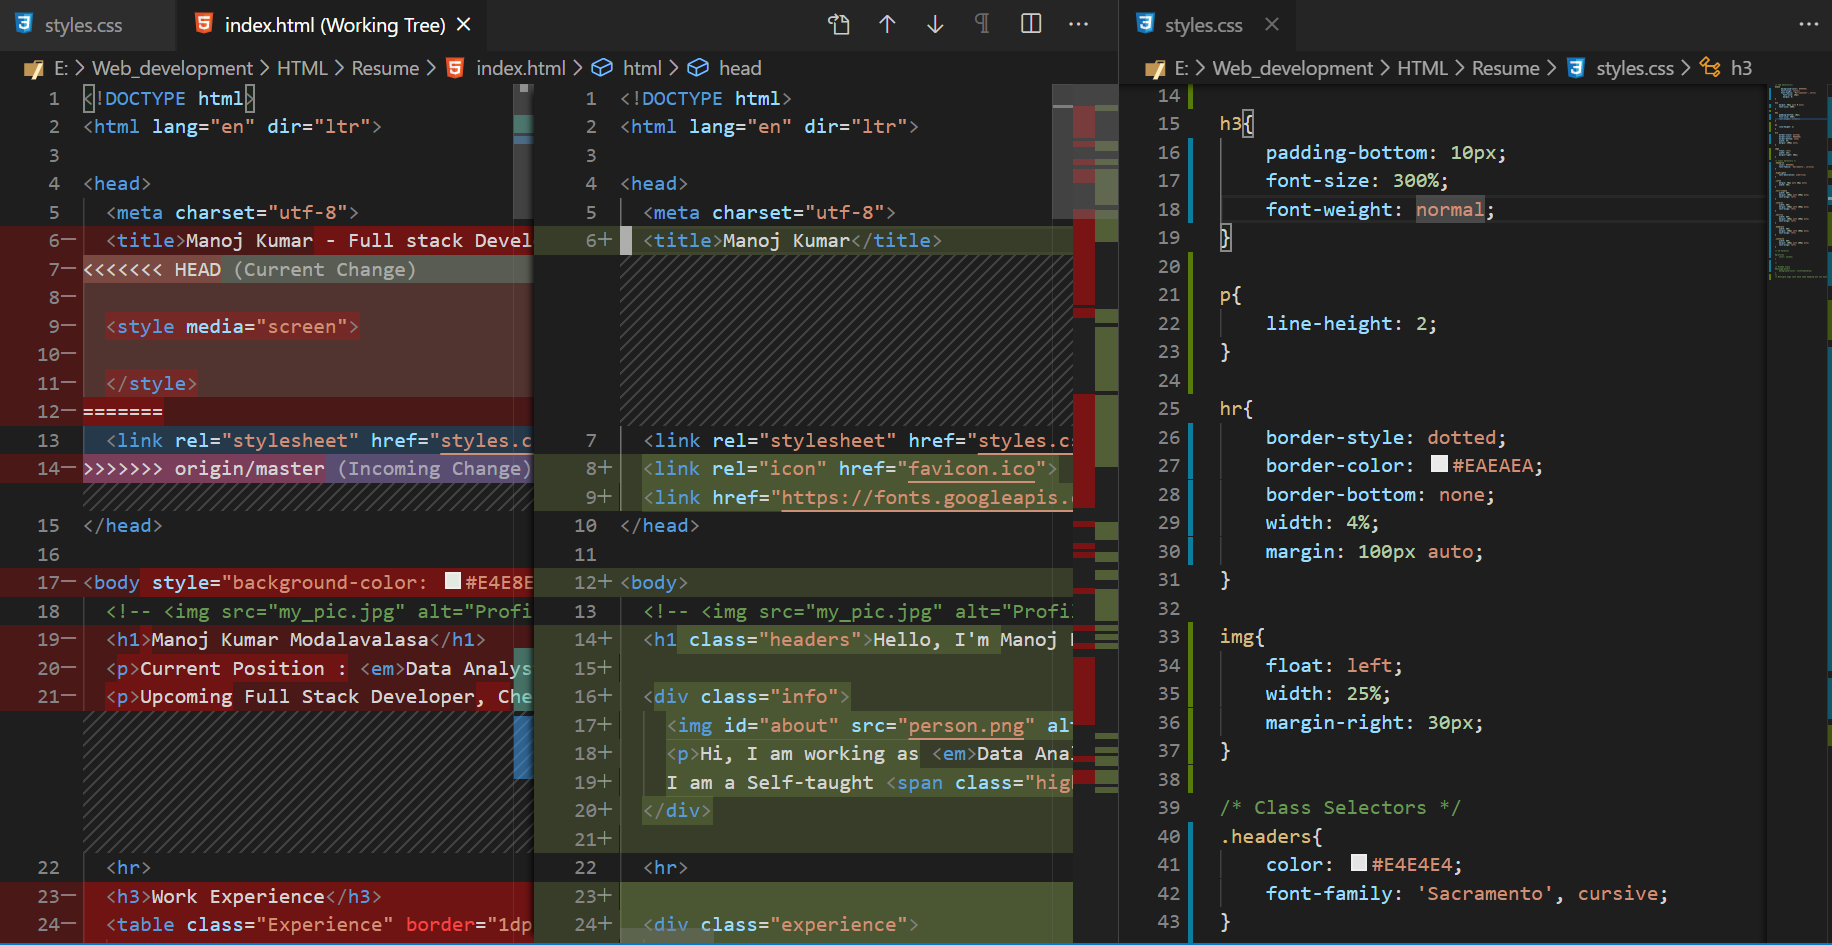 styles.css
index.html (Working Tree)
E: > Web_development > HTML > Resume > index.html > html > head
1 <!DOCTYPE html>
2 <html lang="en" dir="ltr">
3
4 <head>
5 <meta charset="utf-8">
6 <title>Manoj Kumar - Full stack Devel
7 <<<<<<< HEAD (Current Change)
8
9 <style media="screen">
10
11 </style>
12 =======
13 <link rel="stylesheet" href="styles.c
14 >>>>>>> origin/master (Incoming Change)
15 </head>
16
17 <body style="background-color: #E4E8E
18 <!-- <img src="my_pic.jpg" alt="Profi
19 <h1>Manoj Kumar Modalavalasa</h1>
20 <p>Current Position : <em>Data Analys
21 <p>Upcoming Full Stack Developer, Che
22 <hr>
23 <h3>Work Experience</h3>
24 <table class="Experience" border="1dp
1 <!DOCTYPE html>
2 <html lang="en" dir="ltr">
3
4 <head>
5 <meta charset="utf-8">
6+ <title>Manoj Kumar</title>
7 <link rel="stylesheet" href="styles.cs
8+ <link rel="icon" href="favicon.ico">
9+ <link href="https://fonts.googleapis.
10 </head>
11
12+ <body>
13 <!-- <img src="my_pic.jpg" alt="Profil
14+ <h1 class="headers">Hello, I'm Manoj
15+
16+ <div class="info">
17+ <img id="about" src="person.png" alt
18+ <p>Hi, I am working as <em>Data Anal
19+ I am a Self-taught <span class="hig
20+ </div>
21+
22 <hr>
23+
24+ <div class="experience">
styles.css
E: > Web_development > HTML > Resume > styles.css > h3
14
15 h3{
16 padding-bottom: 10px;
17 font-size: 300%;
18 font-weight: normal;
19 }
20
21 p{
22 line-height: 2;
23 }
24
25 hr{
26 border-style: dotted;
27 border-color: #EAEAEA;
28 border-bottom: none;
29 width: 4%;
30 margin: 100px auto;
31 }
32
33 img{
34 float: left;
35 width: 25%;
36 margin-right: 30px;
37 }
38
39 /* Class Selectors */
40 .headers{
41 color: #E4E4E4;
42 font-family: 'Sacramento', cursive;
43 }